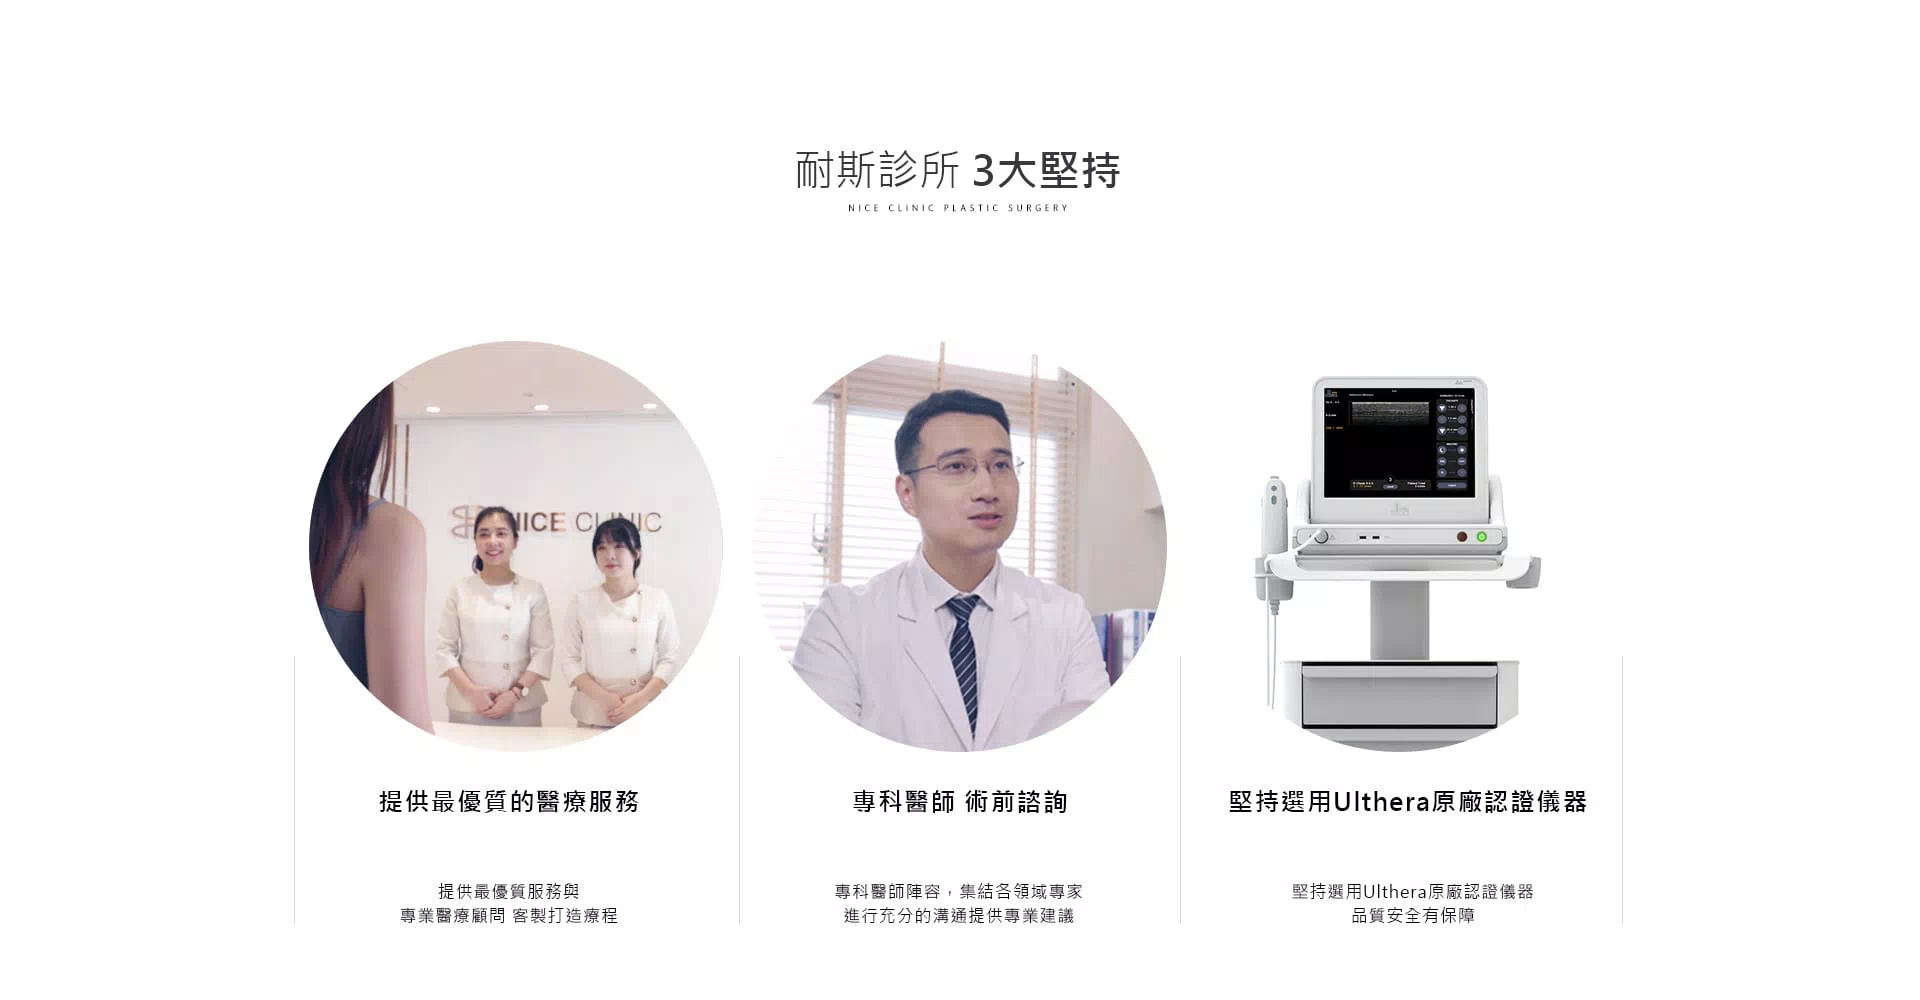 耐斯診所 3大堅持
NICE CLINIC PLASTIC SURGERY
NICE CLINIC
提供最優質的醫療服務
提供最優質服務與
專業醫療顧問 客製打造療程
專科醫師 術前諮詢
專科醫師陣容，集結各領域專家
進行充分的溝通提供專業建議
堅持選用Ulthera原廠認證儀器
堅持選用Ulthera原廠認證儀器
品質安全有保障